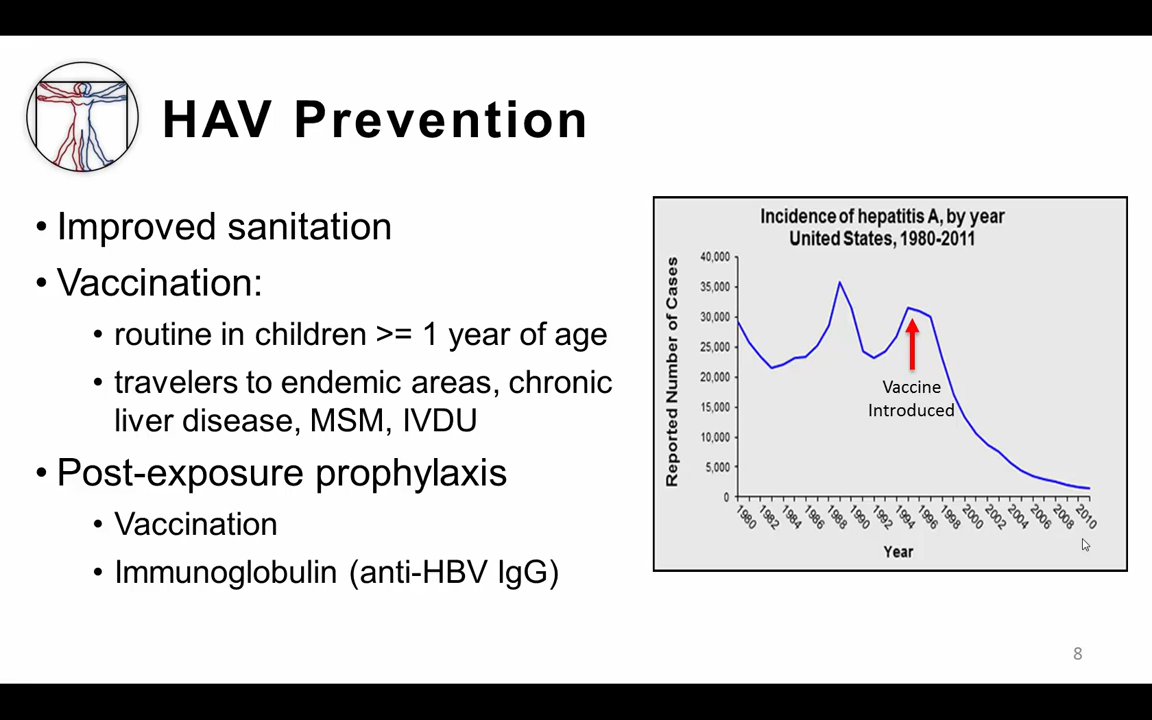 HAV Prevention
• Improved sanitation
• Vaccination:
• routine in children >= 1 year of age
• travelers to endemic areas, chronic
liver disease, MSM, IVDU
• Post-exposure prophylaxis
• Vaccination
• Immunoglobulin (anti-HBV IgG)
Incidence of hepatitis A, by year
United States, 1980-2011
Reported Number of Cases
40,000
35,000
30,000
25,000
20,000
15,000
10,000
5,000
0
Vaccine
Introduced
1980 1982 1984 1986 1988 1990 1992 1994 1996 1998 2000 2002 2004 2006 2008 2010
Year
8